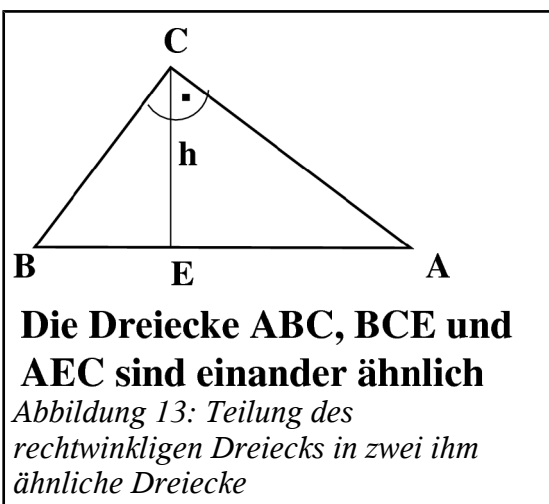 C
h
B
E
A
Die Dreiecke ABC, BCE und
AEC sind einander ähnlich
Abbildung 13: Teilung des
rechtwinkligen Dreiecks in zwei ihm
ähnliche Dreiecke